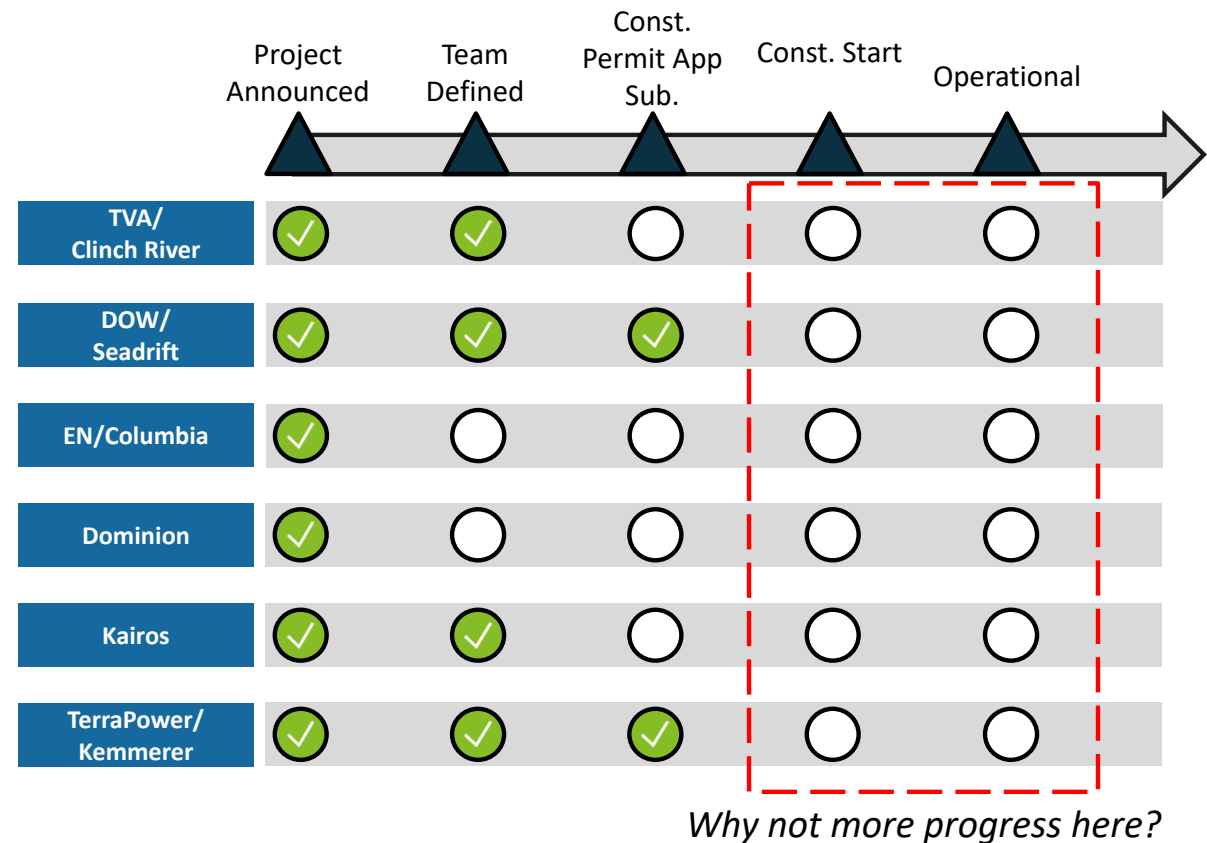 Project
Announced
Team
Defined
Const.
Permit App
Sub.
Const. Start
Operational
TVA/
Clinch River
DOW/
Seadrift
EN/Columbia
Dominion
Kairos
TerraPower/
Kemmerer
Why not more progress here?